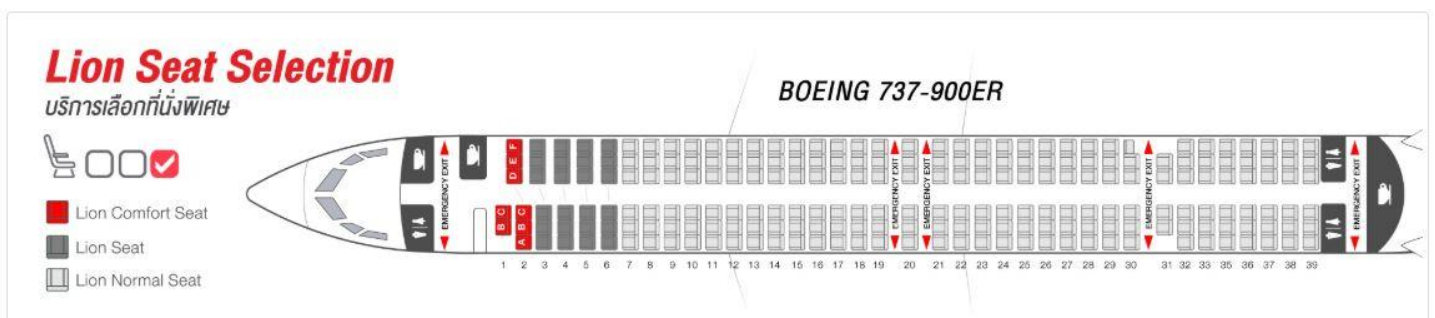 Lion Seat Selection
บริการเลือกที่นั่งพิเศษ
BOEING 737-900ER
Lion Comfort Seat
Lion Seat
Lion Normal Seat
EMERGENCY EXIT
D E F
B C
A B C
EMERGENCY EXIT
EMERGENCY EXIT
EMERGENCY EXIT
EMERGENCY EXIT
1 2 3 4 5 6 7 8 9 10 11 12 13 14 15 16 17 18 19 20 21 22 23 24 25 26 27 28 29 30 31 32 33 35 36 37 38 39